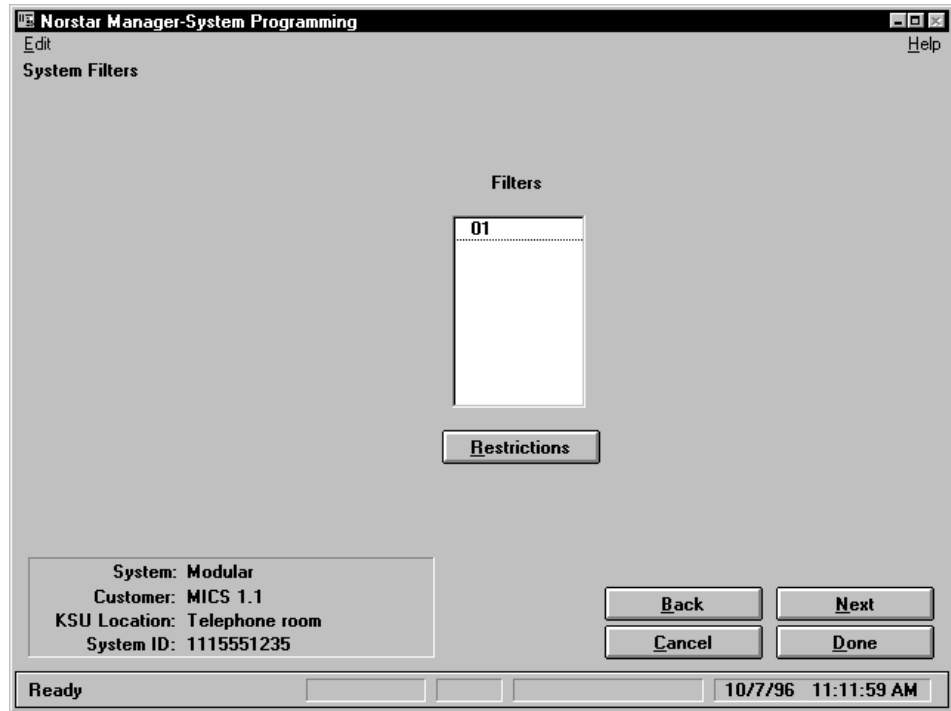 Norstar Manager-System Programming
Edit Help
System Filters
Filters
01
Restrictions
System: Modular
Customer: MICS 1.1
KSU Location: Telephone room
System ID: 1115551235
Back Next
Cancel Done
Ready 10/7/96 11:11:59 AM